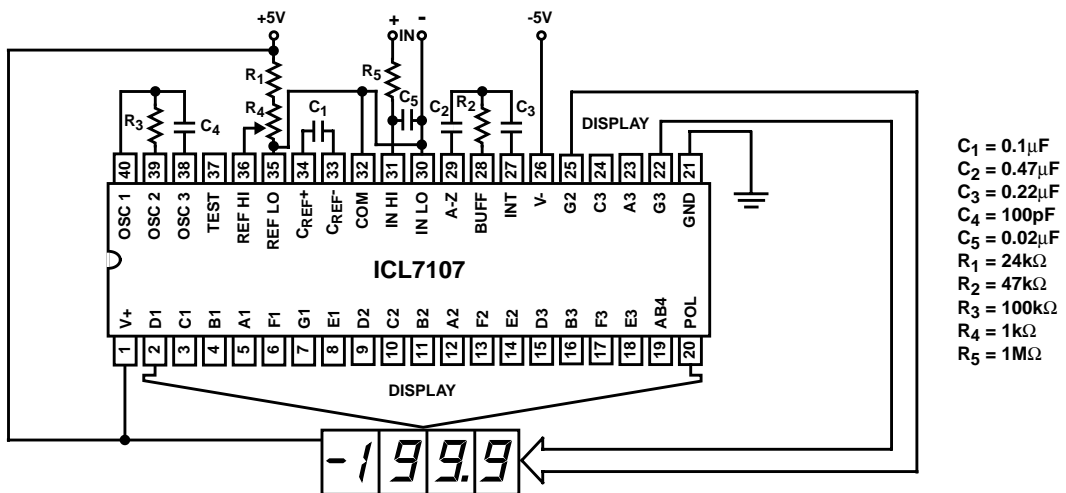 +5V
+
-
IN
-5V
R1
R5
C5
R4
C1
C2
R2
C3
R3
C4
DISPLAY
40 39 38 37 36 35 34 33 32 31 30 29 28 27 26 25 24 23 22 21
OSC 1
OSC 2
OSC 3
TEST
REF HI
REF LO
CREF+
CREF-
COM
IN HI
IN LO
A-Z
BUFF
INT
V-
G2
C3
A3
G3
GND
ICL7107
V+
D1
C1
B1
A1
F1
G1
E1
D2
C2
B2
A2
F2
E2
D3
B3
F3
E3
AB4
POL
1 2 3 4 5 6 7 8 9 10 11 12 13 14 15 16 17 18 19 20
DISPLAY
-199.9
C1 = 0.1μF
C2 = 0.47μF
C3 = 0.22μF
C4 = 100pF
C5 = 0.02μF
R1 = 24kΩ
R2 = 47kΩ
R3 = 100kΩ
R4 = 1kΩ
R5 = 1MΩ